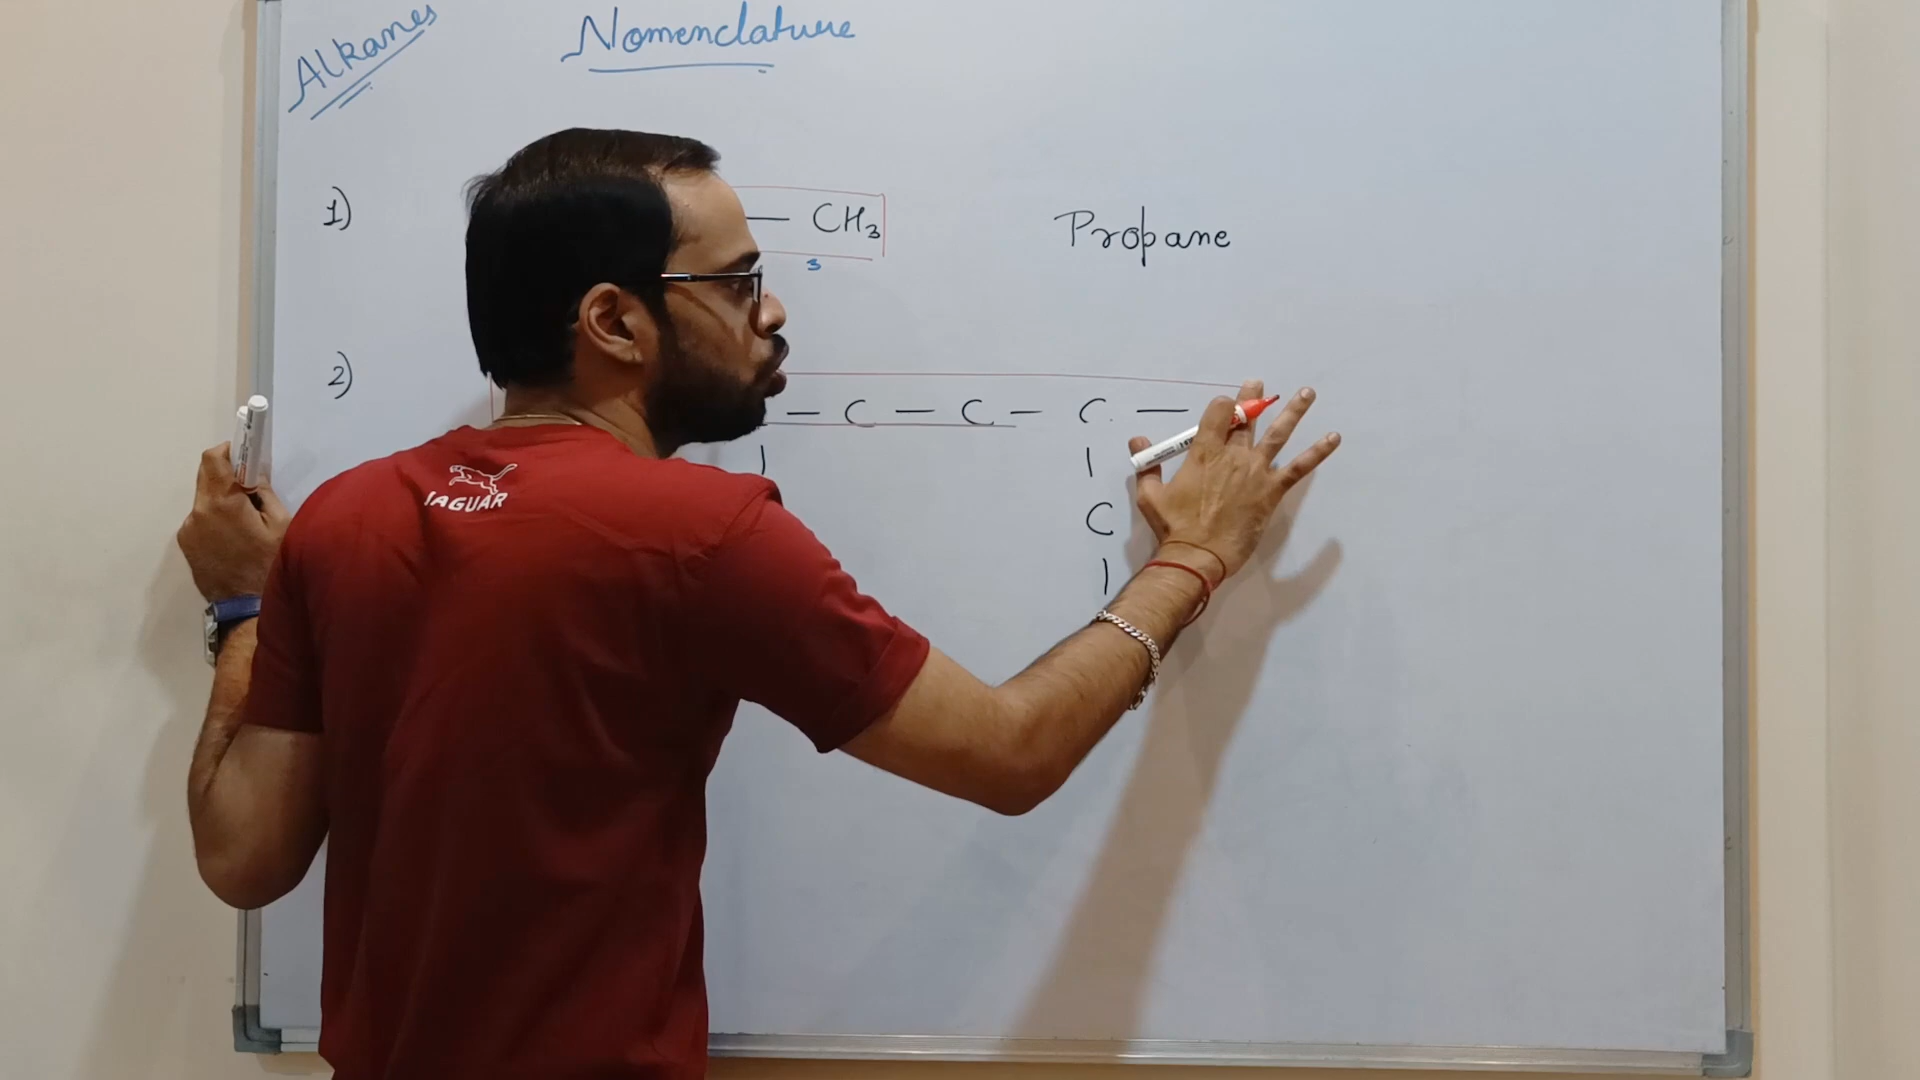 Alkanes
Nomenclature
1)
— CH3
3
Propane
2)
— C — C — C —
|
|
C
|
JAGUAR